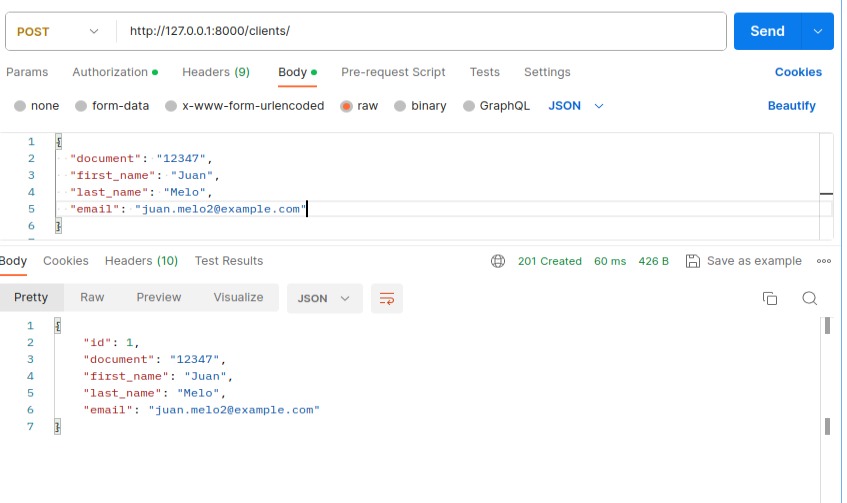 POST http://127.0.0.1:8000/clients/ Send
Params Authorization Headers (9) Body Pre-request Script Tests Settings Cookies
none form-data x-www-form-urlencoded raw binary GraphQL JSON Beautify
1 {
2 "document": "12347",
3 "first_name": "Juan",
4 "last_name": "Melo",
5 "email": "juan.melo2@example.com"
6 }
Body Cookies Headers (10) Test Results 201 Created 60 ms 426 B Save as example
Pretty Raw Preview Visualize JSON
1 {
2 "id": 1,
3 "document": "12347",
4 "first_name": "Juan",
5 "last_name": "Melo",
6 "email": "juan.melo2@example.com"
7 }